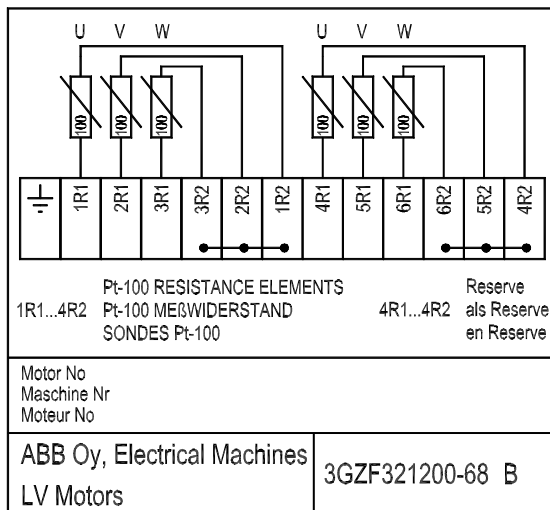 U V W U V W
100 100 100 100 100 100
1R1 2R1 3R1 3R2 2R2 1R2 4R1 5R1 6R1 6R2 5R2 4R2
1R1...4R2
Pt-100 RESISTANCE ELEMENTS
Pt-100 MEßWIDERSTAND
SONDES Pt-100
4R1...4R2
Reserve
als Reserve
en Reserve
Motor No
Maschine Nr
Moteur No
ABB Oy, Electrical Machines
LV Motors
3GZF321200-68 B